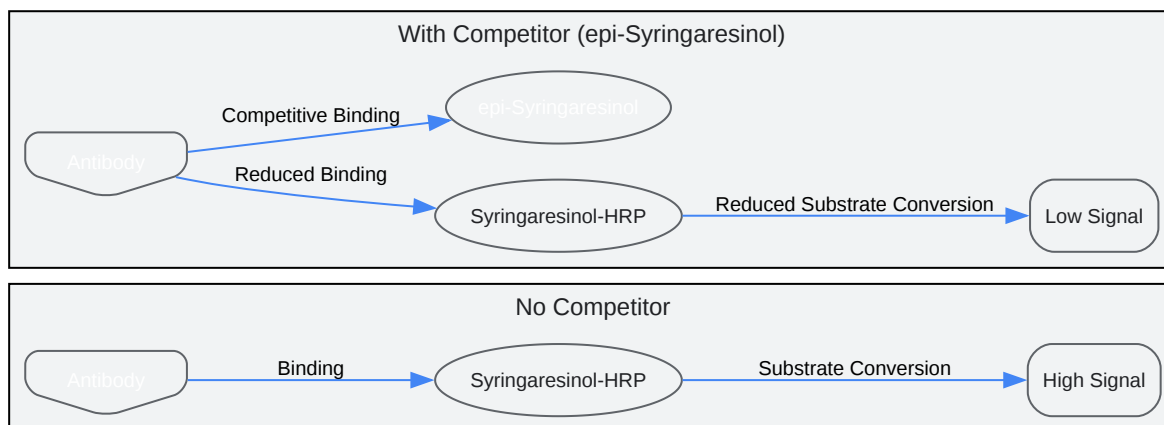 With Competitor (epi-Syringaresinol)
epi-Syringaresinol
Competitive Binding
Antibody
Reduced Binding
Syringaresinol-HRP
Reduced Substrate Conversion
Low Signal
No Competitor
Antibody
Binding
Syringaresinol-HRP
Substrate Conversion
High Signal